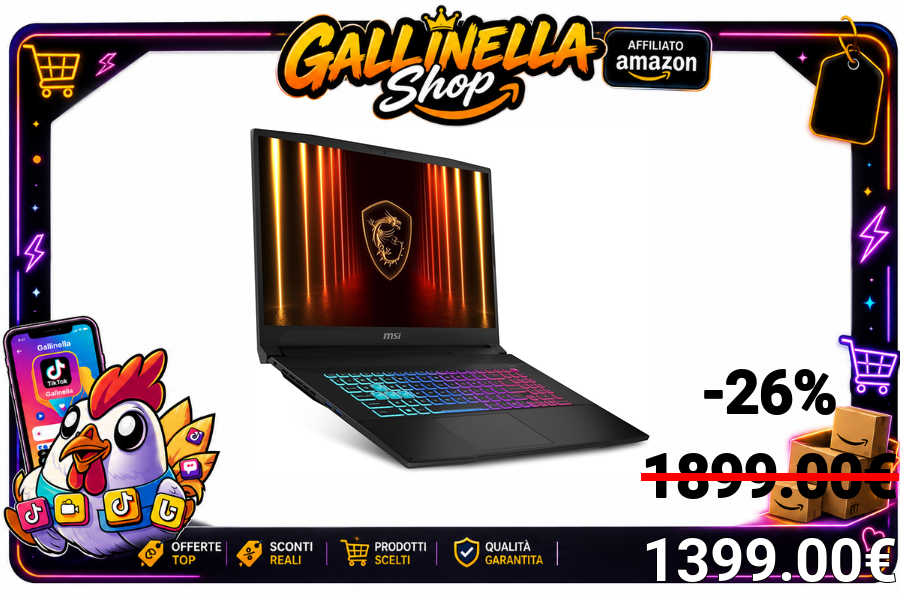 GALLINELLA
Shop
AFFILIATO
amazon
msi
Gallinella
TikTok
Gallinella
-26%
1899.00€
1399.00€
OFFERTE
TOP
SCONTI
REALI
PRODOTTI
SCELTI
QUALITÀ
GARANTITA